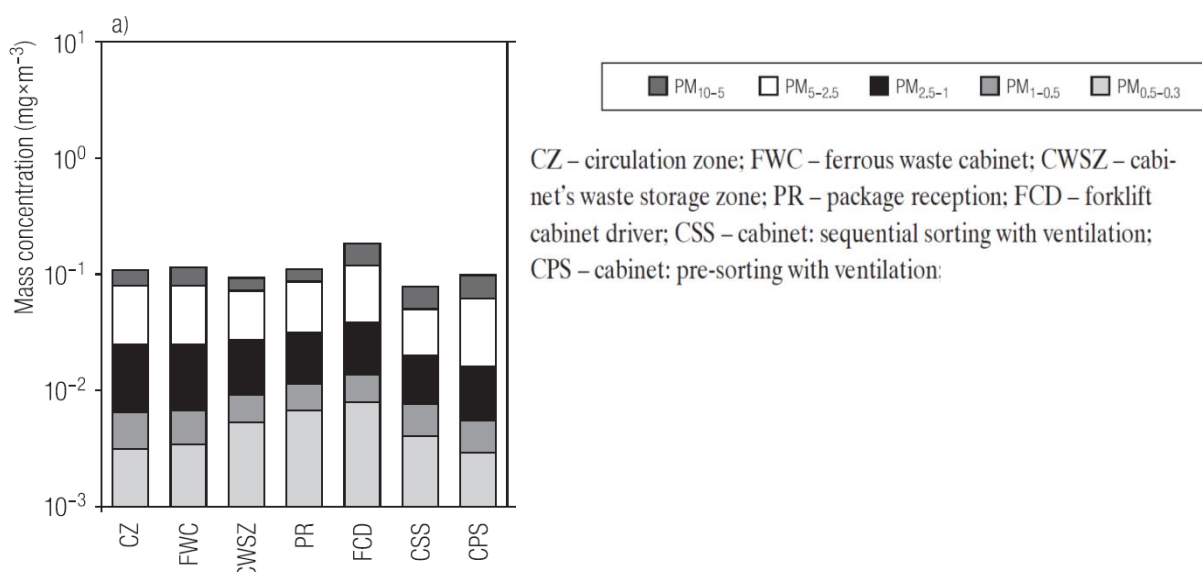 a)
Mass concentration (mg×m⁻³)
10¹
10⁰
10⁻¹
10⁻²
10⁻³
CZ
FWC
CWSZ
PR
FCD
CSS
CPS
PM₁₀₋₅ PM₅₋₂.₅ PM₂.₅₋₁ PM₁₋₀.₅ PM₀.₅₋₀.₃
CZ – circulation zone; FWC – ferrous waste cabinet; CWSZ – cabi-
net's waste storage zone; PR – package reception; FCD – forklift
cabinet driver; CSS – cabinet: sequential sorting with ventilation;
CPS – cabinet: pre-sorting with ventilation;